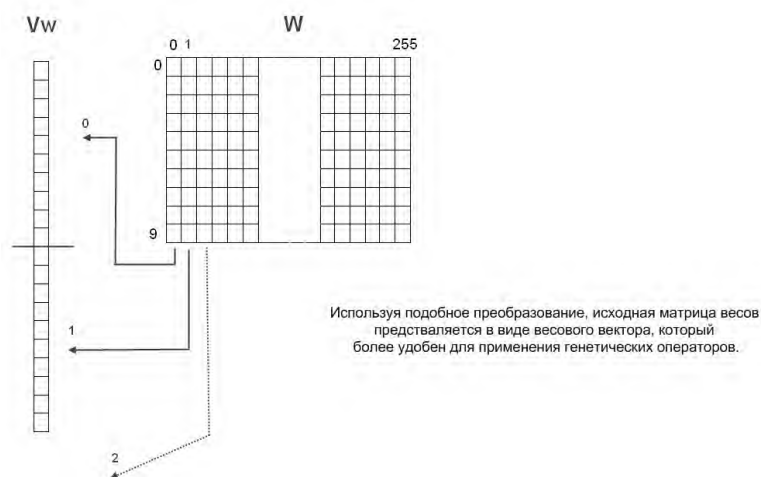 Vw
W
0 1 255
0
0
9
1
Используя подобное преобразование, исходная матрица весов
предстваляется в виде весового вектора, который
более удобен для применения генетических операторов.
2